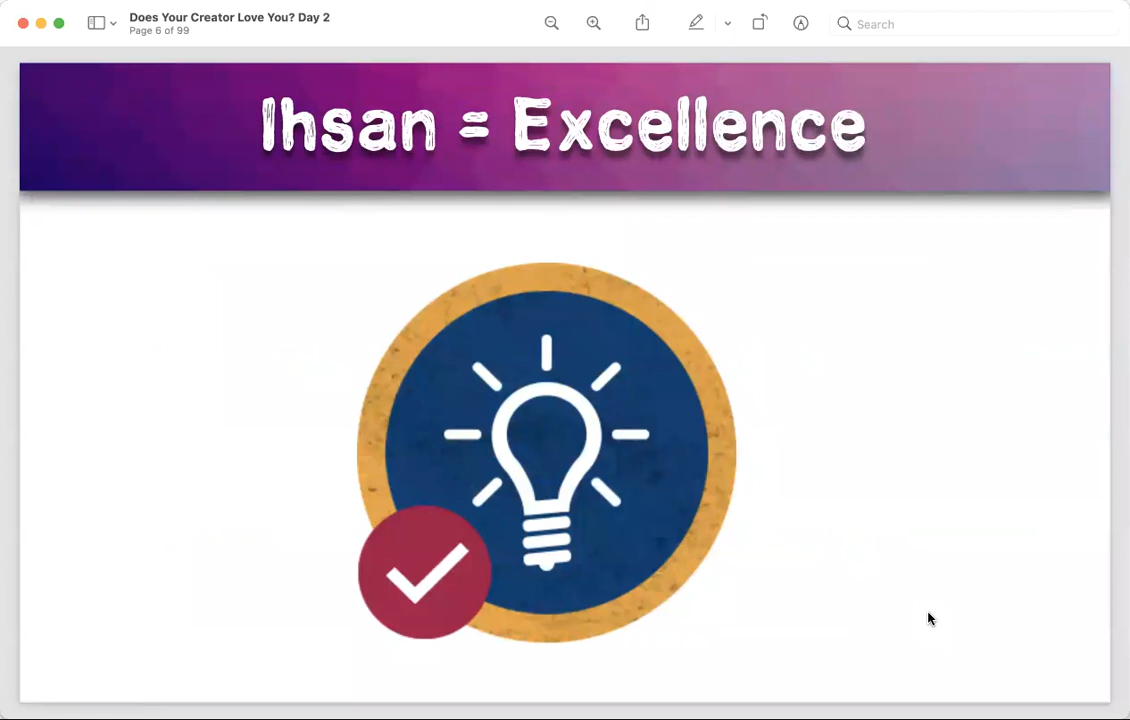 Does Your Creator Love You? Day 2
Page 6 of 99
Search
Ihsan = Excellence